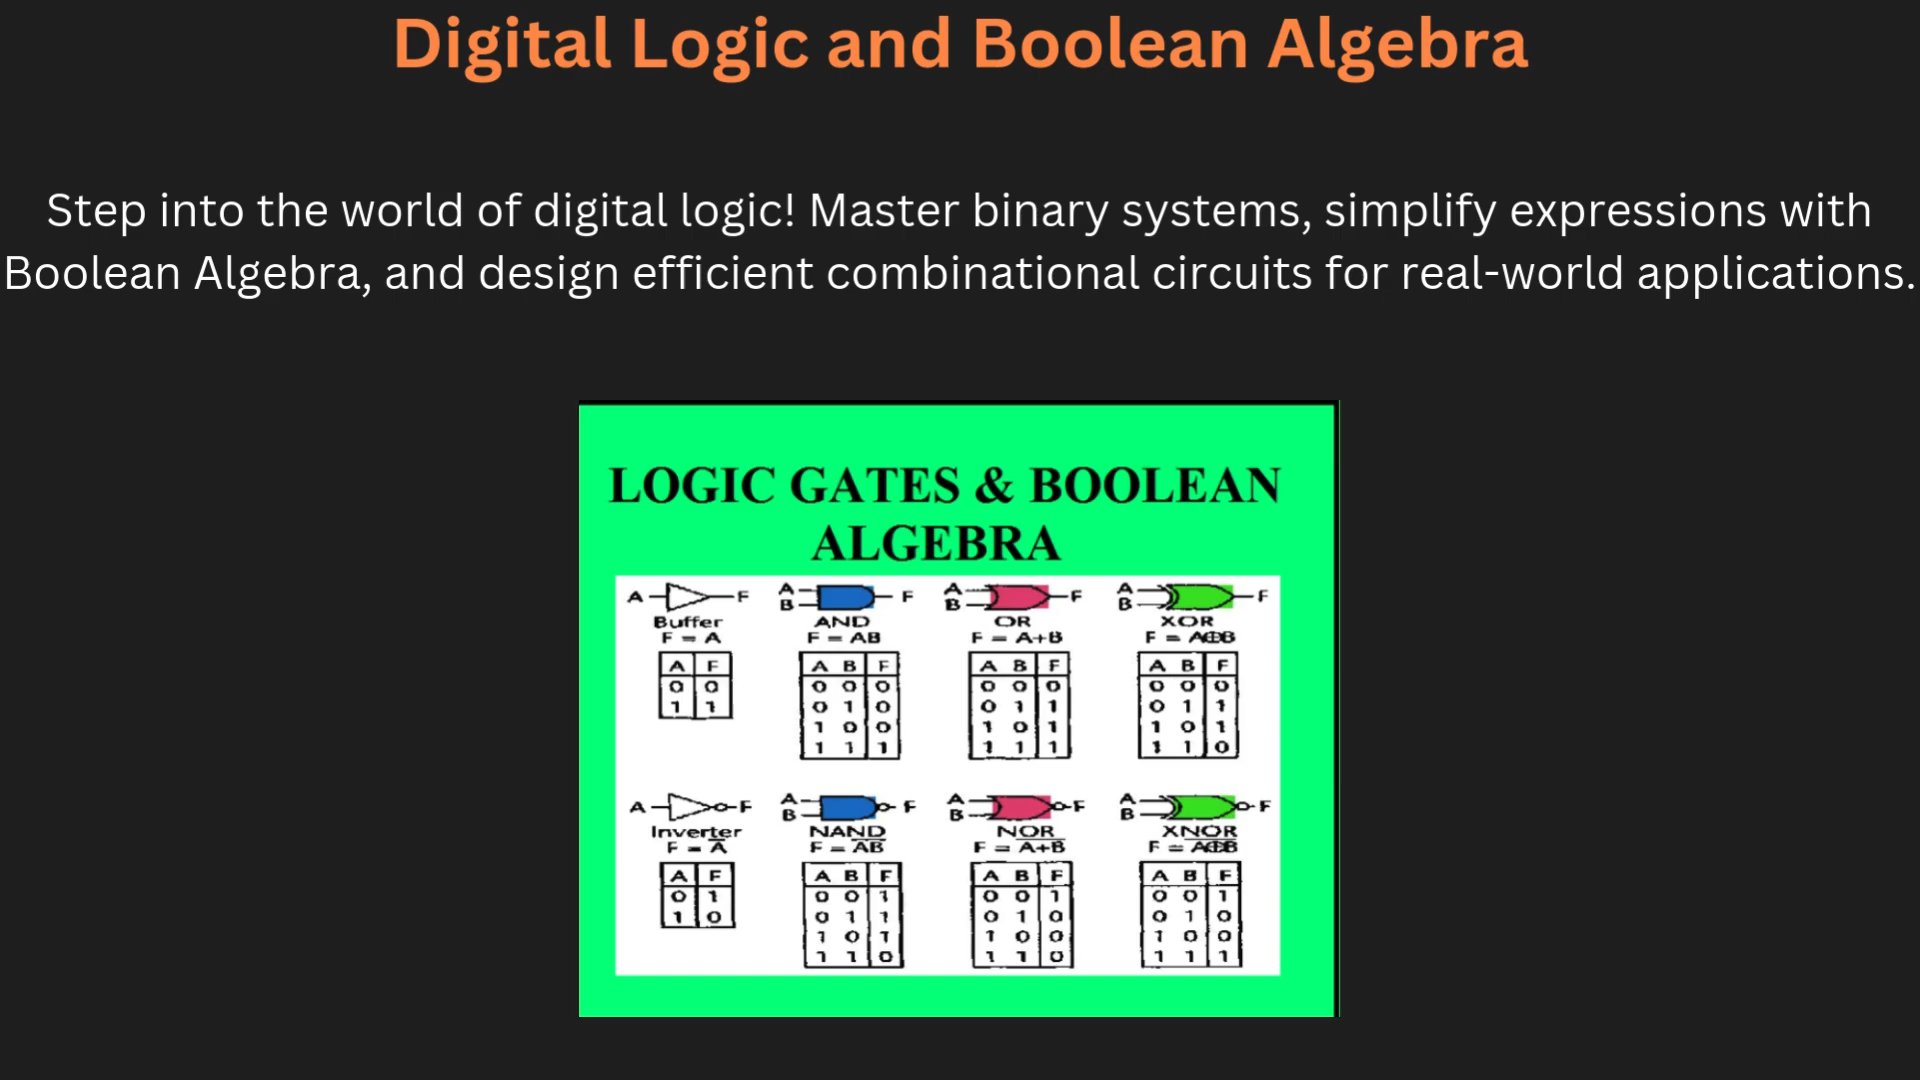 Digital Logic and Boolean Algebra
Step into the world of digital logic! Master binary systems, simplify expressions with
Boolean Algebra, and design efficient combinational circuits for real-world applications.
LOGIC GATES & BOOLEAN
ALGEBRA
A F
A B F
A B F
A B F
Buffer AND OR XOR
F = A F = AB F = A+B F = A⊕B
A F A B F A B F A B F
0 0 0 0 0 0 0 0 0 0 0
1 1 0 1 0 0 1 1 0 1 1
1 0 0 1 0 1 1 0 1
1 1 1 1 1 1 1 1 0
A F
A B F
A B F
A B F
Inverter NAND NOR XNOR
F = A̅ F = A̅B̅ F = A̅+̅B̅ F = A̅⊕̅B̅
A F A B F A B F A B F
0 1 0 0 1 0 0 1 0 0 1
1 0 0 1 1 0 1 0 0 1 0
1 0 1 1 0 0 1 0 0
1 1 0 1 1 0 1 1 1